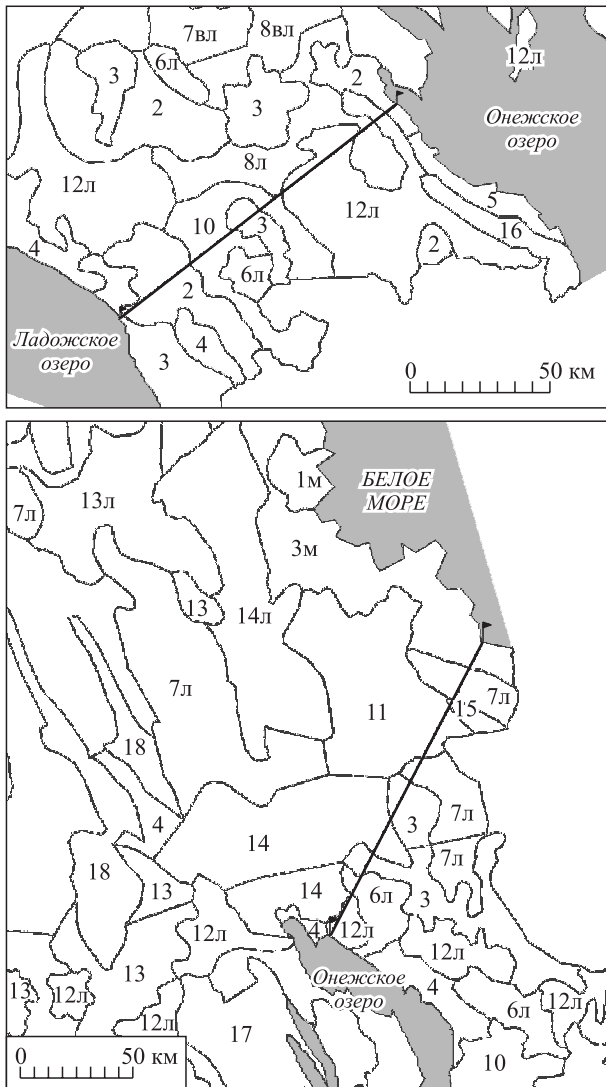 7вл
8вл
12л
3
6л
2
3
2
Онежское
озеро
8л
12л
10
3
12л
5
16
4
2
6л
2
Ладожское
озеро
3
4
0
50 км
1м
БЕЛОЕ
МОРЕ
7л
13л
3м
13
14л
7л
7л
15
11
18
4
3
7л
14
7л
18
13
14
6л
3
12л
4
12л
12л
13
13
12л
Онежское
озеро
4
12л
6л
12л
17
10
0
50 км